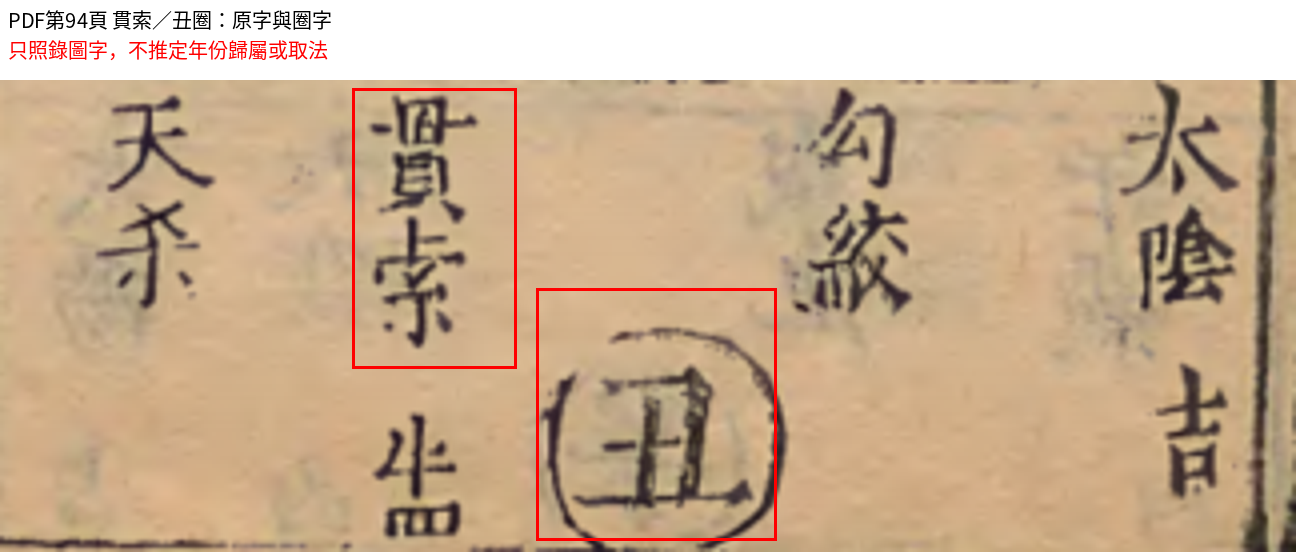 PDF第94頁 貫索／丑圈：原字與圈字
只照錄圖字，不推定年份歸屬或取法
太陰 吉
勾絞
丑
貫索
天杀